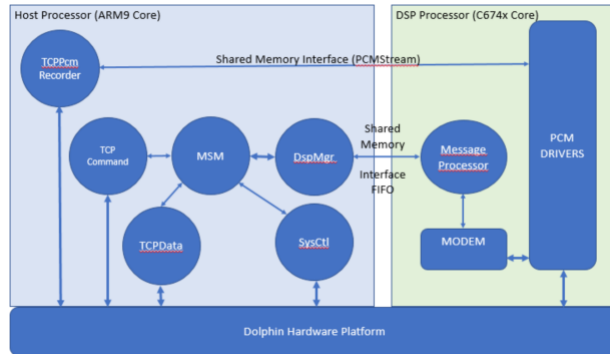 Host Processor (ARM9 Core)
DSP Processor (C674x Core)
TCPPcm
Recorder
Shared Memory Interface (PCMStream)
TCP
Command
MSM
DspMgr
Shared
Memory
Interface
FIFO
Message
Processor
PCM
DRIVERS
TCPData
SysCtl
MODEM
Dolphin Hardware Platform